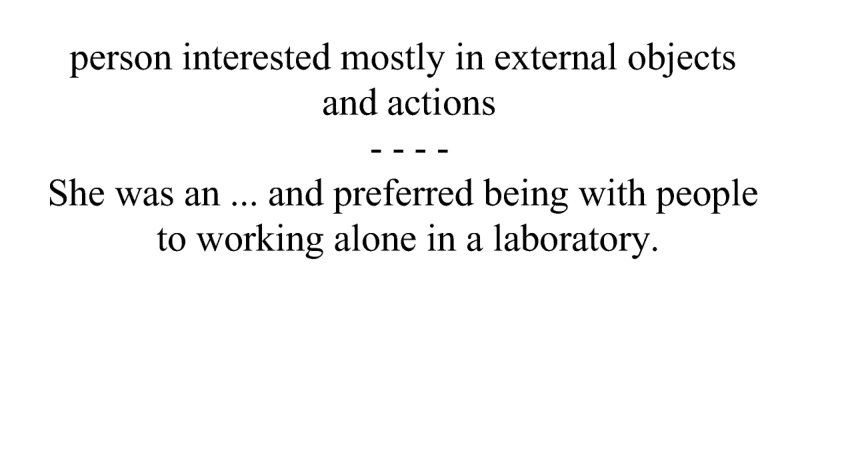 person interested mostly in external objects
and actions
- - - -
She was an ... and preferred being with people
to working alone in a laboratory.